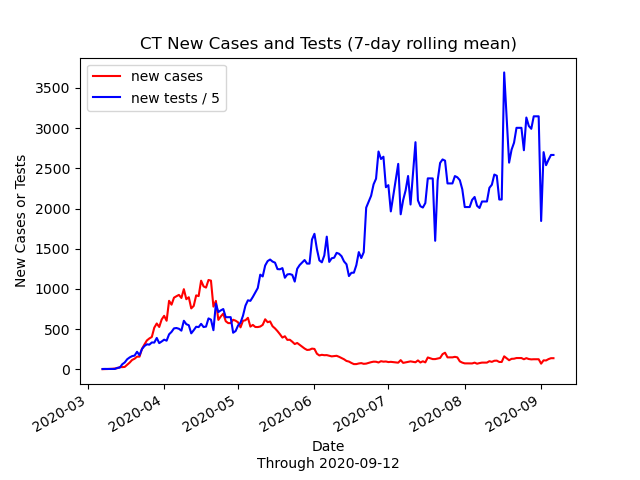 CT New Cases and Tests (7-day rolling mean)
new cases
new tests / 5
3500
3000
2500
2000
1500
1000
500
0
New Cases or Tests
2020-03
2020-04
2020-05
2020-06
2020-07
2020-08
2020-09
Date
Through 2020-09-12